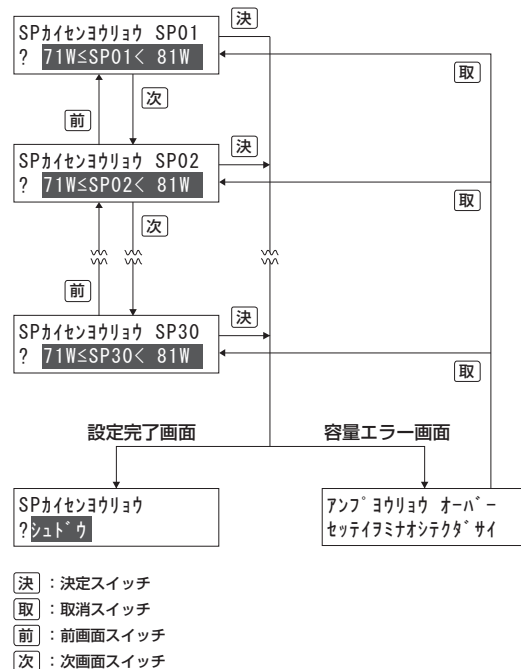 決
SPカイセンヨウリョウ SP01
? 71W≤SP01< 81W
取
次
前
決
SPカイセンヨウリョウ SP02
? 71W≤SP02< 81W
取
次
前
決
SPカイセンヨウリョウ SP30
? 71W≤SP30< 81W
取
設定完了画面
容量エラー画面
SPカイセンヨウリョウ
?シュドウ
アンプヨウリョウ オーバー
セッテイヲミナオシテクダサイ
決：決定スイッチ
取：取消スイッチ
前：前画面スイッチ
次：次画面スイッチ